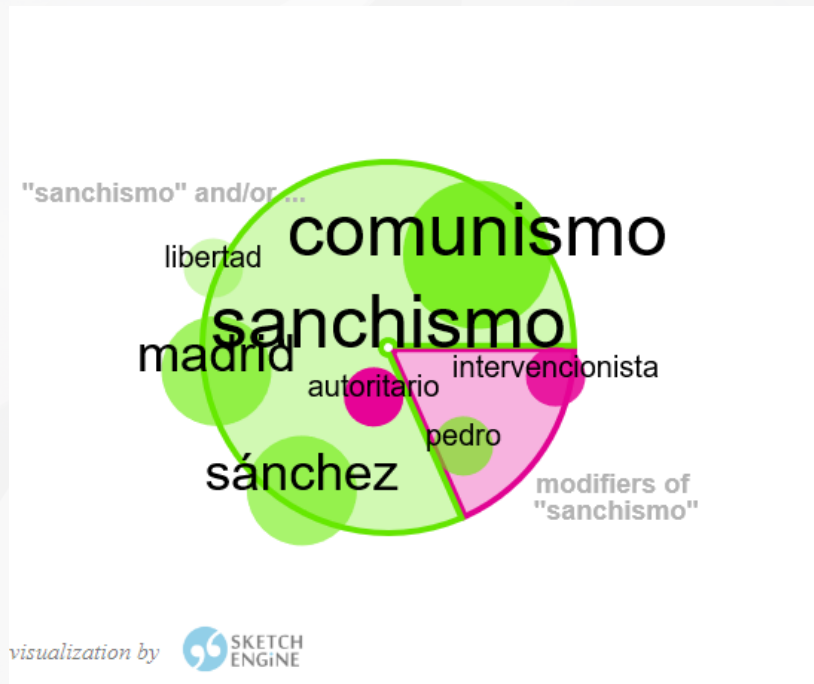 "sanchismo" and/or ...
comunismo
libertad
sanchismo
madrid
intervencionista
autoritario
pedro
sánchez
modifiers of
"sanchismo"
visualization by
SKETCH
ENGiNE